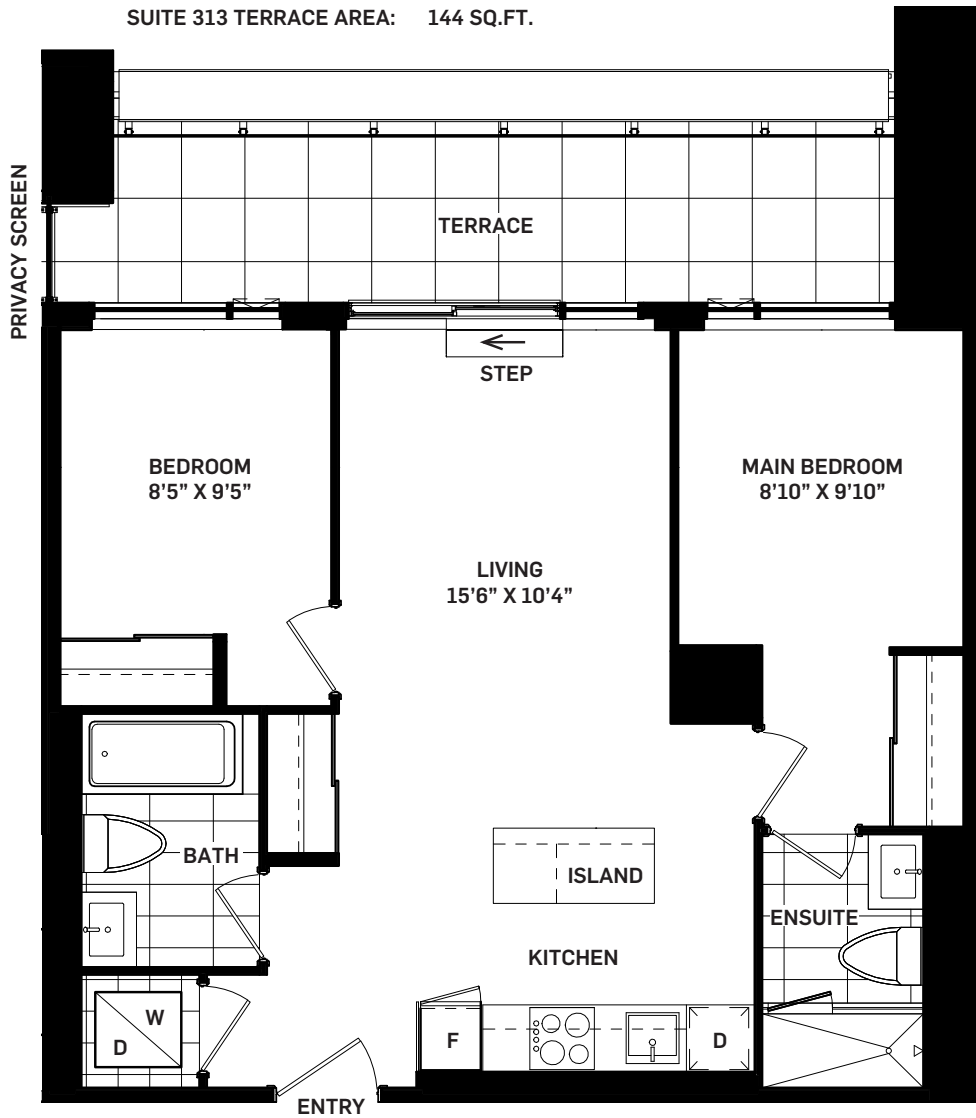 SUITE 313 TERRACE AREA: 144 SQ.FT.
PRIVACY SCREEN
TERRACE
STEP
BEDROOM
8’5” X 9’5”
MAIN BEDROOM
8’10” X 9’10”
LIVING
15’6” X 10’4”
BATH
ISLAND
ENSUITE
KITCHEN
W
D
F
D
ENTRY